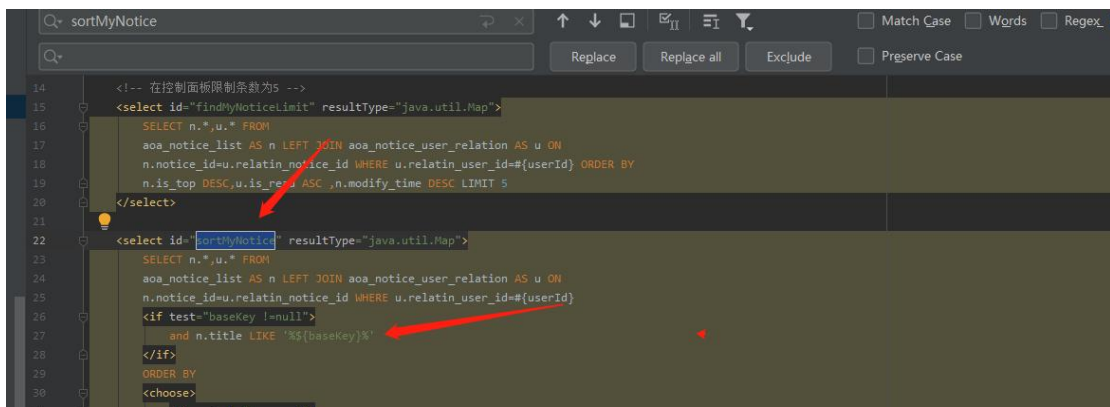 sortMyNotice
Match Case Words Regex
Replace Replace all Exclude Preserve Case
14 <!-- 在控制面板限制条数为5 -->
15 <select id="findMyNoticeLimit" resultType="java.util.Map">
16 SELECT n.*,u.* FROM
17 aoa_notice_list AS n LEFT JOIN aoa_notice_user_relation AS u ON
18 n.notice_id=u.relatin_notice_id WHERE u.relatin_user_id=#{userId} ORDER BY
19 n.is_top DESC,u.is_read ASC ,n.modify_time DESC LIMIT 5
20 </select>
21
22 <select id="sortMyNotice" resultType="java.util.Map">
23 SELECT n.*,u.* FROM
24 aoa_notice_list AS n LEFT JOIN aoa_notice_user_relation AS u ON
25 n.notice_id=u.relatin_notice_id WHERE u.relatin_user_id=#{userId}
26 <if test="baseKey !=null">
27 and n.title LIKE '%${baseKey}%'
28 </if>
29 ORDER BY
30 <choose>